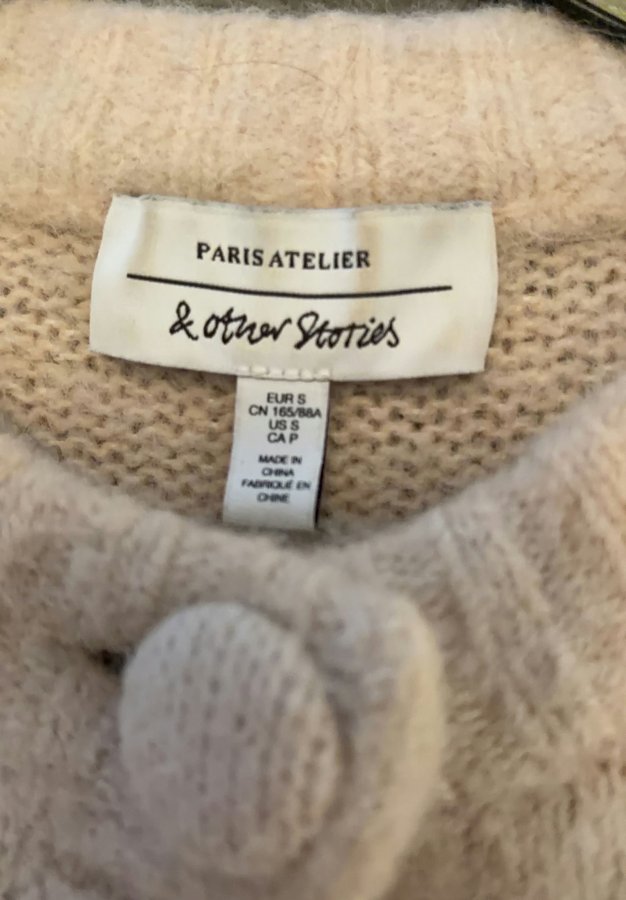 PARIS ATELIER
& other Stories
EUR S
CN 165/88A
US S
CA P
MADE IN
CHINA
FABRIQUÉ EN
CHINE